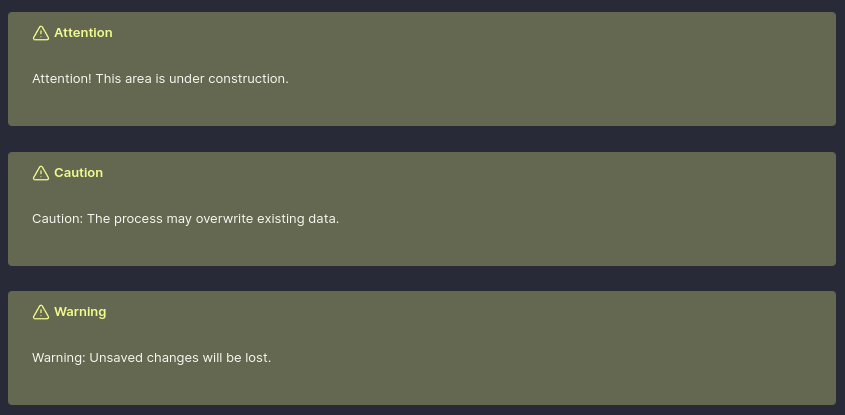 Attention
Attention! This area is under construction.
Caution
Caution: The process may overwrite existing data.
Warning
Warning: Unsaved changes will be lost.